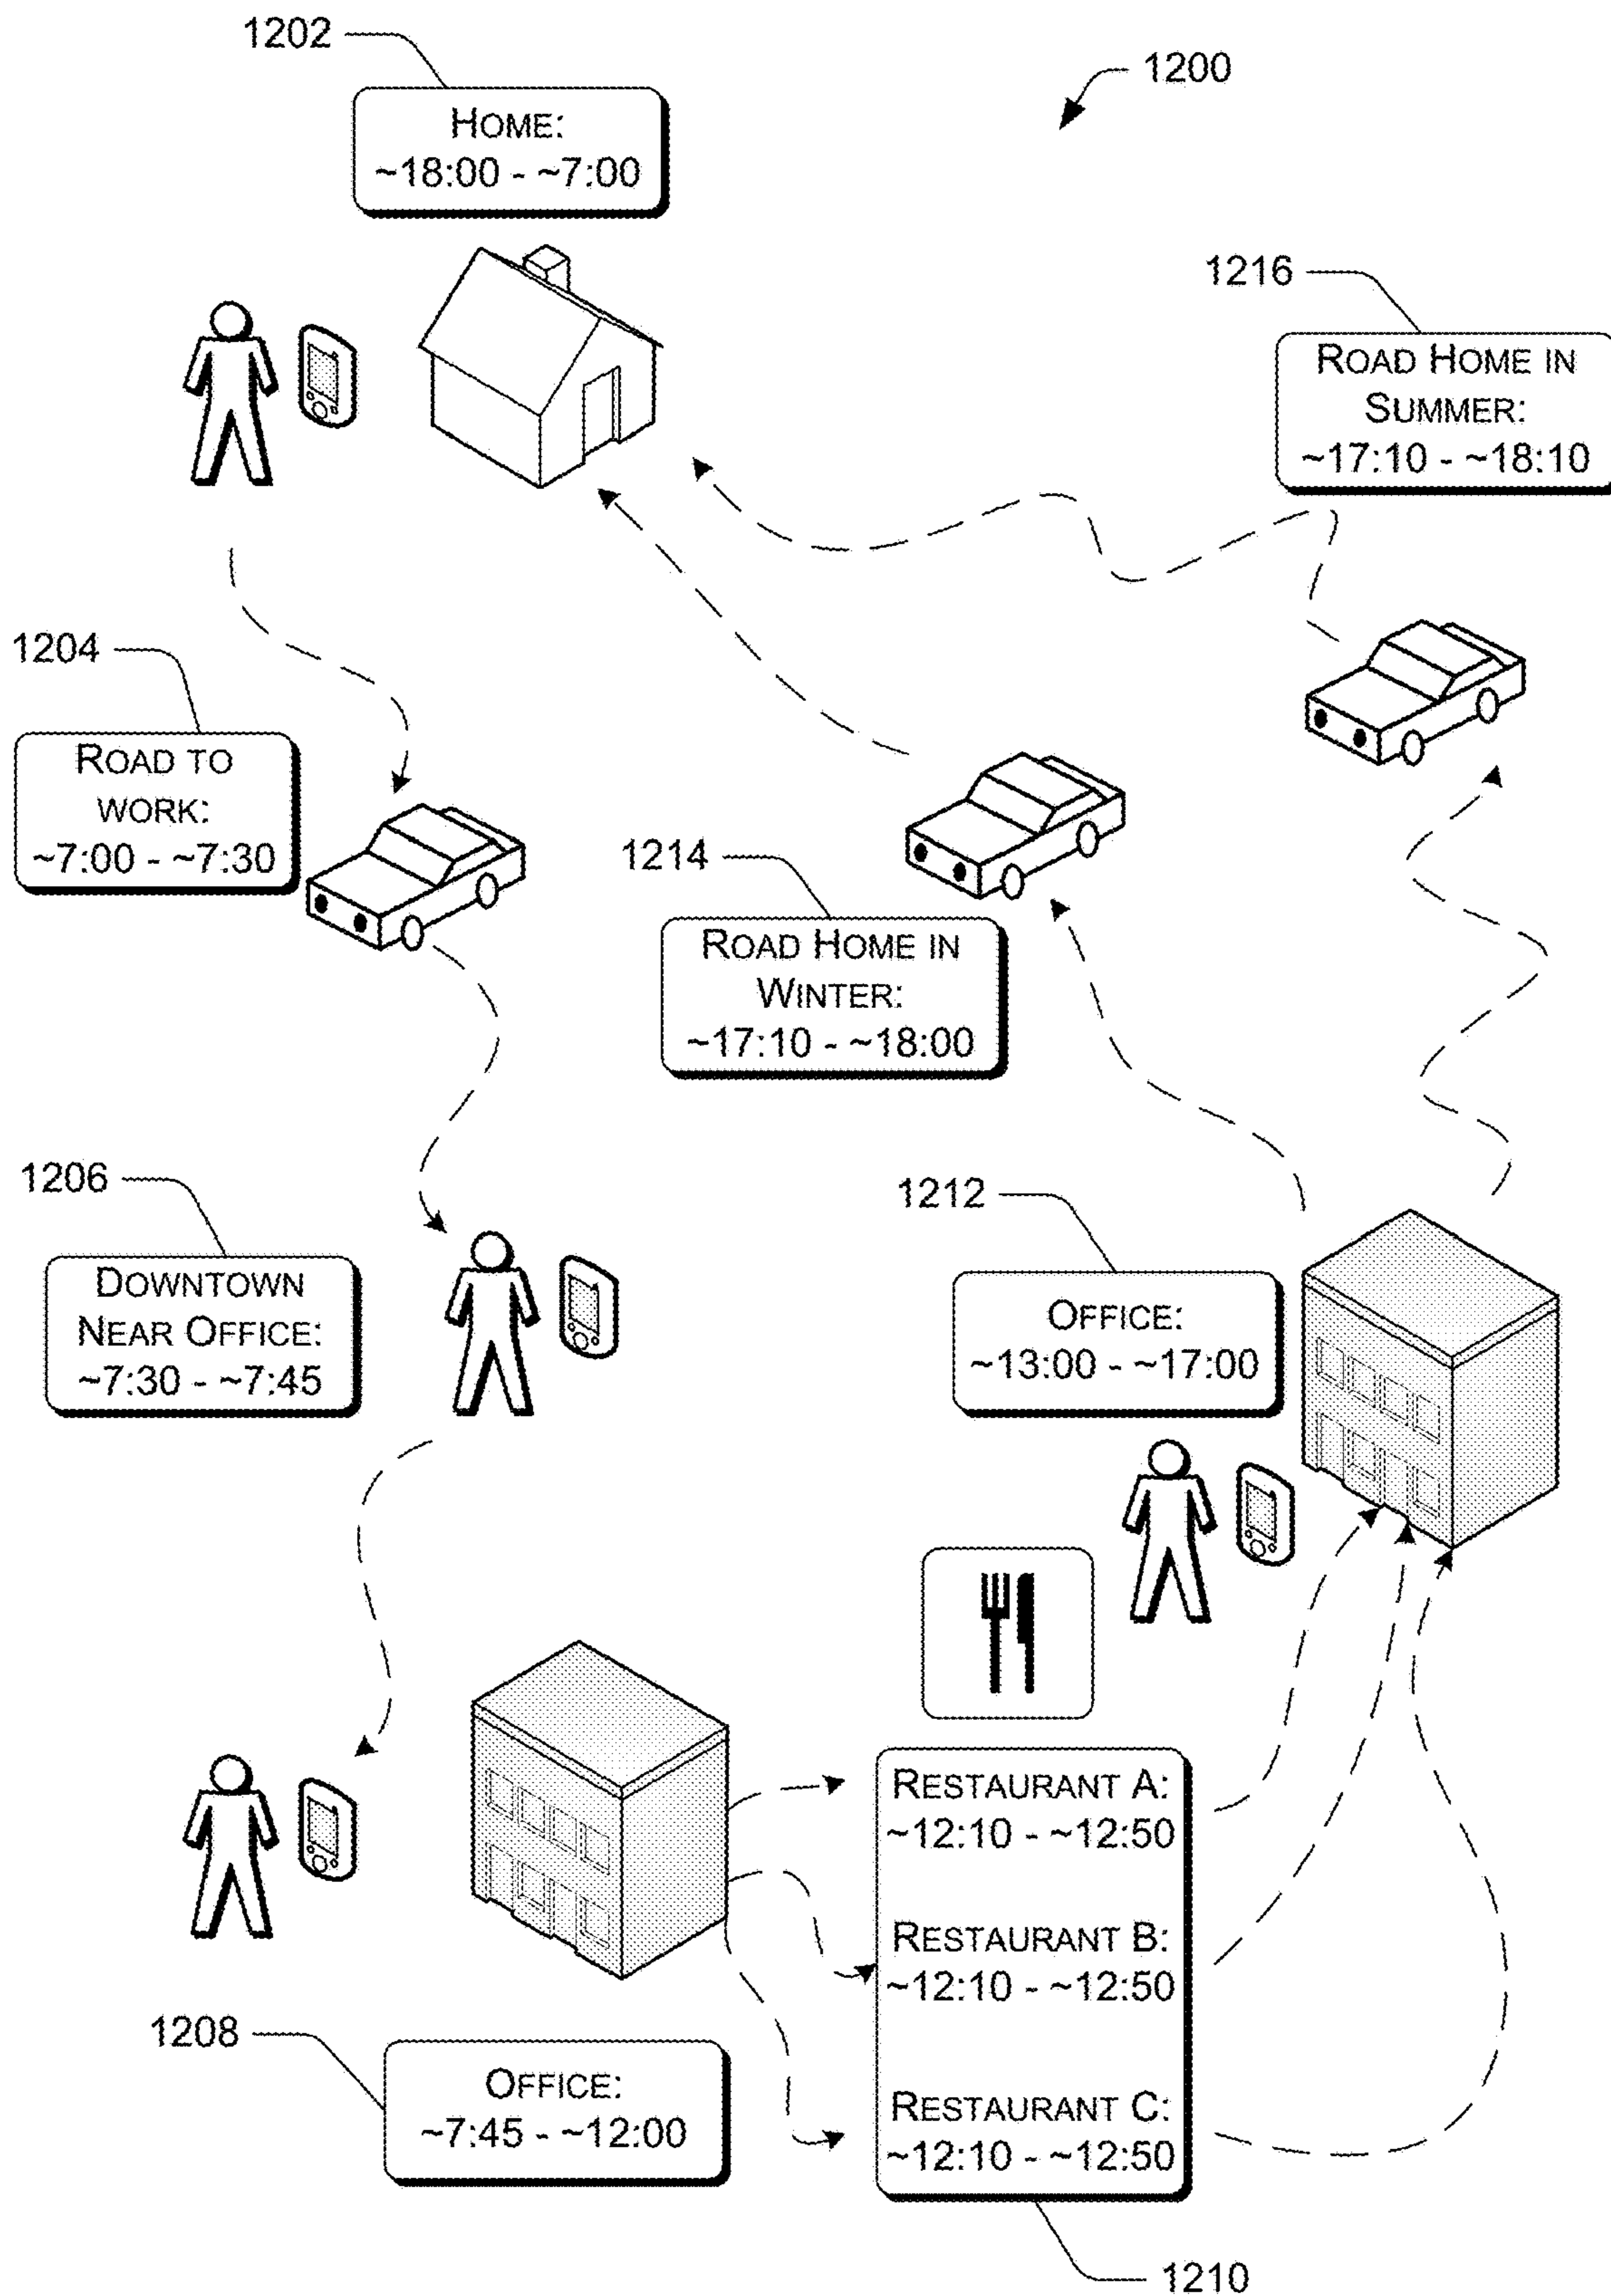 1202
1200
HOME:
~18:00 - ~7:00
1216
ROAD HOME IN
SUMMER:
~17:10 - ~18:10
1204
ROAD TO
WORK:
~7:00 - ~7:30
1214
ROAD HOME IN
WINTER:
~17:10 - ~18:00
1206
DOWNTOWN
NEAR OFFICE:
~7:30 - ~7:45
1212
OFFICE:
~13:00 - ~17:00
RESTAURANT A:
~12:10 - ~12:50
RESTAURANT B:
~12:10 - ~12:50
RESTAURANT C:
~12:10 - ~12:50
1208
OFFICE:
~7:45 - ~12:00
1210